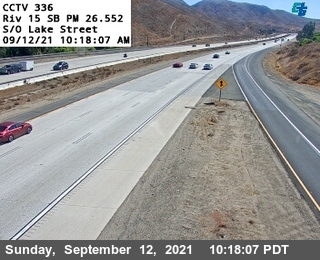 CCTV 336
Riv 15 SB PM 26.552
S/O Lake Street
09/12/21 10:18:07 AM
Sunday, September 12, 2021 10:18:07 PDT